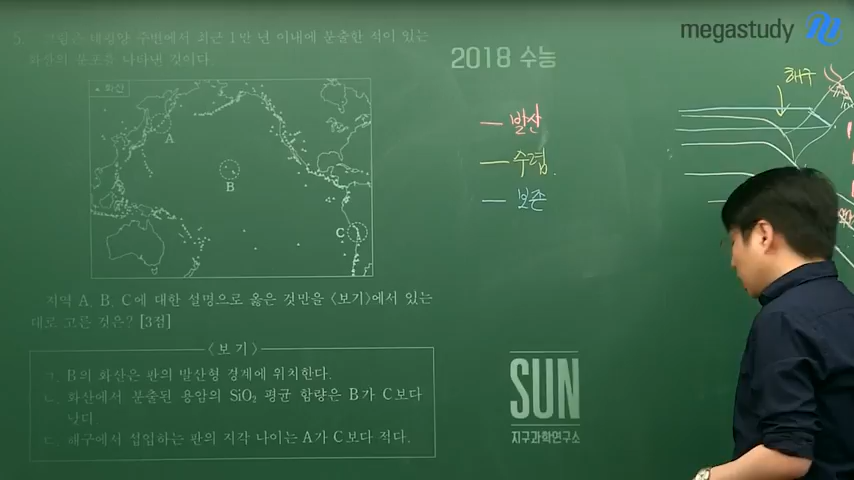 megastudy
5. 그림은 태평양 주변에서 최근 1만 년 이내에 분출한 적이 있는
화산의 분포를 나타낸 것이다.
2018 수능
화산
A
B
C
해구
발산
수렴
보존
지역 A, B, C에 대한 설명으로 옳은 것만을 <보기>에서 있는
대로 고른 것은? [3점]
<보기>
ㄱ. B의 화산은 판의 발산형 경계에 위치한다.
ㄴ. 화산에서 분출된 용암의 SiO₂ 평균 함량은 B가 C보다
낮다.
ㄷ. 해구에서 섭입하는 판의 지각 나이는 A가 C보다 적다.
SUN
지구과학연구소